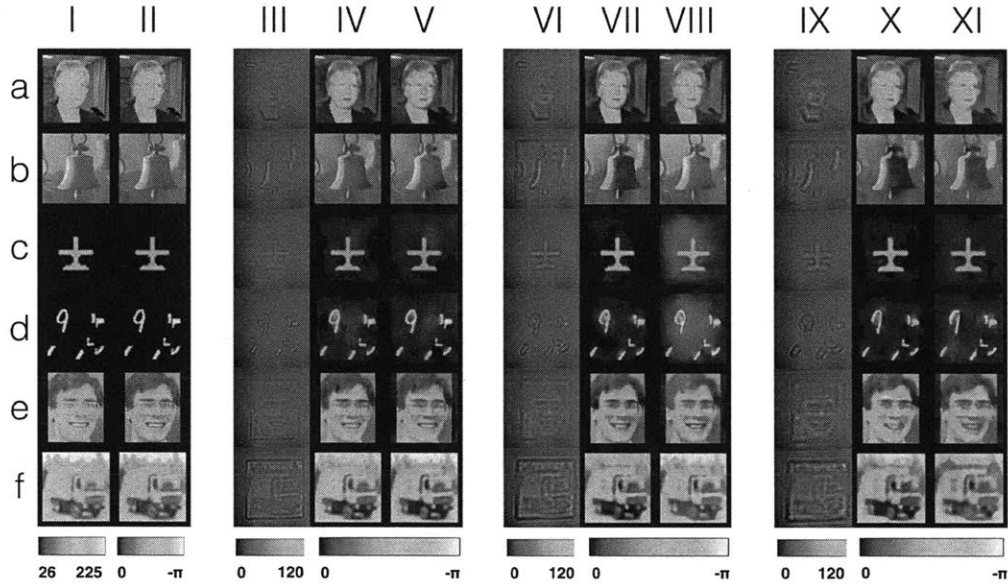 I II III IV V VI VII VIII IX X XI
a
b
c
d
e
f
26 225 0 -π 0 120 0 -π 0 120 0 -π 0 120 0 -π